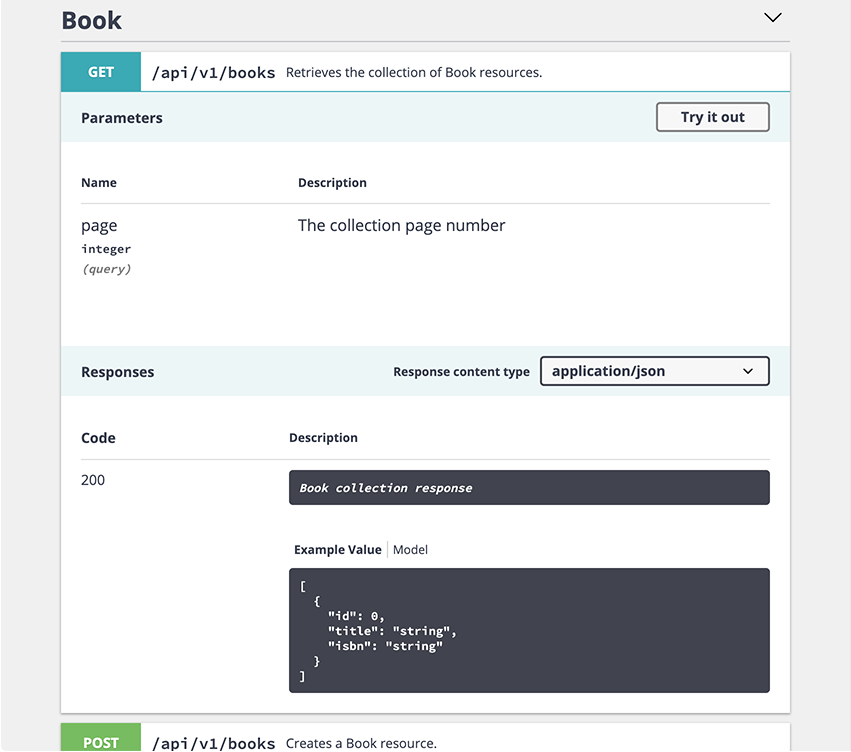 Book
GET /api/v1/books Retrieves the collection of Book resources.
Parameters Try it out
Name Description
page The collection page number
integer
(query)
Responses Response content type application/json
Code Description
200 Book collection response
Example Value Model
[
{
"id": 0,
"title": "string",
"isbn": "string"
}
]
POST /api/v1/books Creates a Book resource.